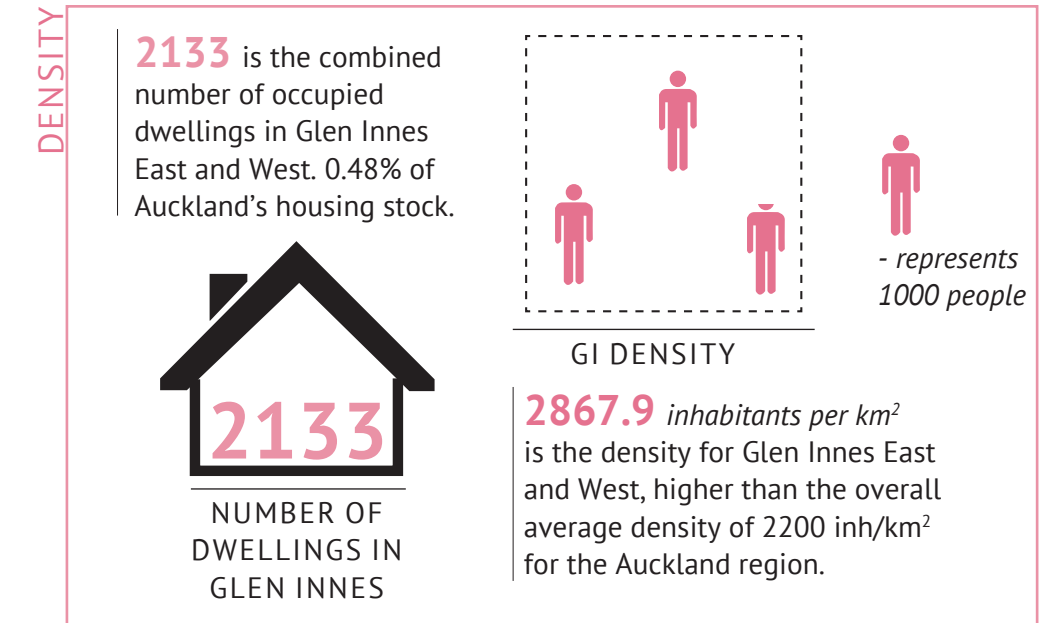 DENSITY
2133 is the combined
number of occupied
dwellings in Glen Innes
East and West. 0.48% of
Auckland's housing stock.
2133
NUMBER OF
DWELLINGS IN
GLEN INNES
- represents
1000 people
GI DENSITY
2867.9 inhabitants per km²
is the density for Glen Innes East
and West, higher than the overall
average density of 2200 inh/km²
for the Auckland region.